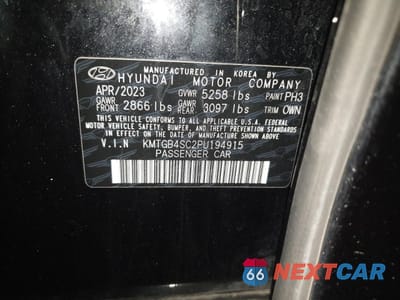 MANUFACTURED IN KOREA BY
HYUNDAI MOTOR COMPANY
APR/2023 GVWR 5258 lbs PAINT PH3
GAWR FRONT 2866 lbs GAWR REAR 3097 lbs TRIM OWN
THIS VEHICLE CONFORMS TO ALL APPLICABLE FEDERAL MOTOR VEHICLE
SAFETY, BUMPER, AND THEFT PREVENTION STANDARDS
IN EFFECT ON THE DATE OF MANUFACTURE SHOWN ABOVE.
V.I.N KMTGB4SC2PU194915
PASSENGER CAR
66 NEXTCAR